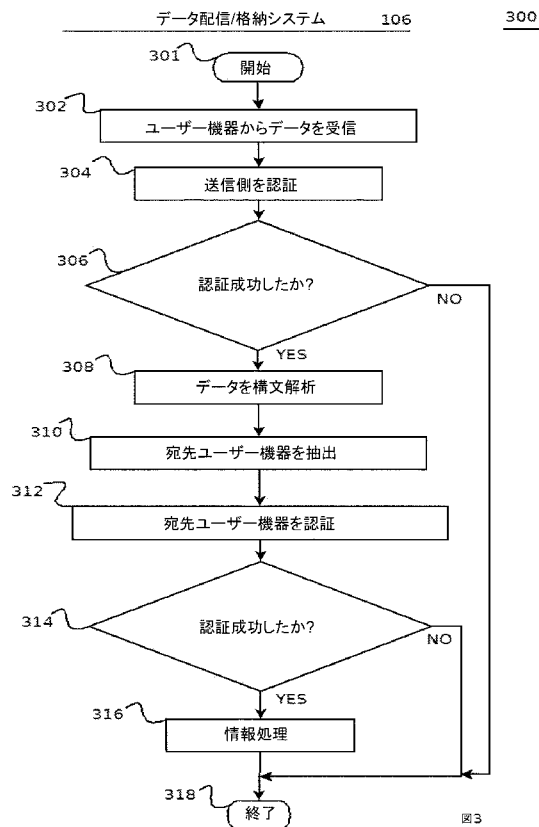 データ配信/格納システム 106 300
301 開始
302 ユーザー機器からデータを受信
304 送信側を認証
306 認証成功したか?
NO
YES
308 データを構文解析
310 宛先ユーザー機器を抽出
312 宛先ユーザー機器を認証
314 認証成功したか?
NO
YES
316 情報処理
318 終了
図3